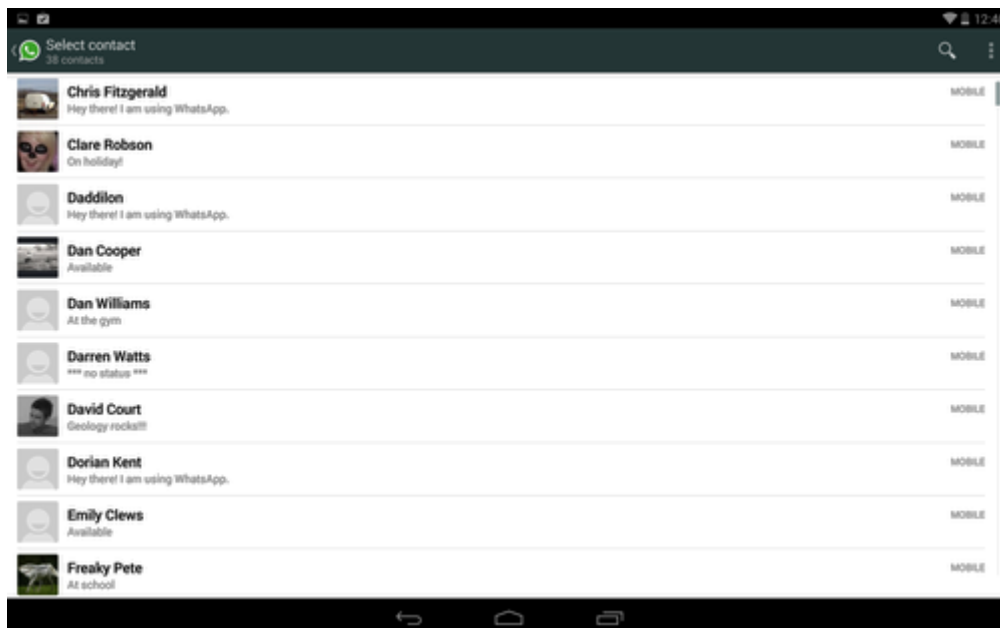 12:4
Select contact
38 contacts
Chris Fitzgerald
MOBILE
Hey there! I am using WhatsApp.
Clare Robson
MOBILE
On holiday!
Daddilon
MOBILE
Hey there! I am using WhatsApp.
Dan Cooper
MOBILE
Available
Dan Williams
MOBILE
At the gym
Darren Watts
MOBILE
*** no status ***
David Court
MOBILE
Geology rocks!!!
Dorian Kent
MOBILE
Hey there! I am using WhatsApp.
Emily Clews
MOBILE
Available
Freaky Pete
MOBILE
At school